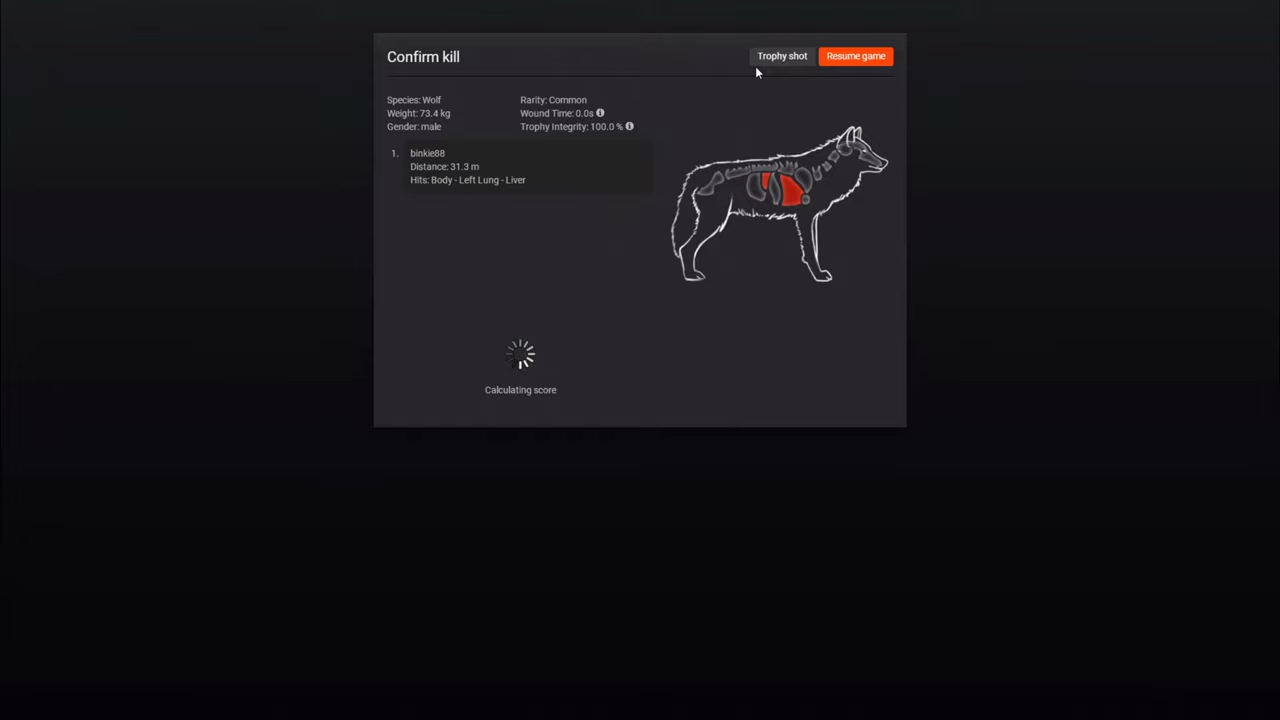 Confirm kill
Trophy shot
Resume game
Species: Wolf
Rarity: Common
Weight: 73.4 kg
Wound Time: 0.0s
Gender: male
Trophy Integrity: 100.0 %
1. binkie88
Distance: 31.3 m
Hits: Body - Left Lung - Liver
Calculating score